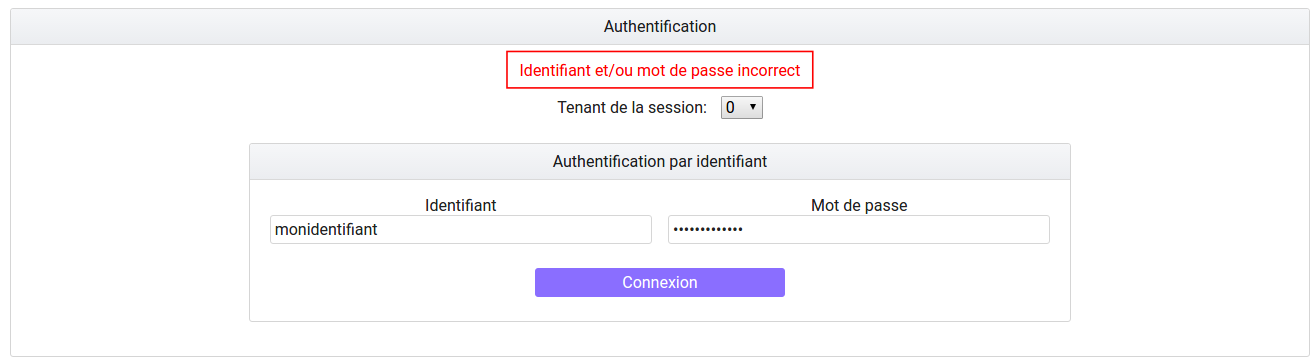 Authentification
Identifiant et/ou mot de passe incorrect
Tenant de la session: 0
Authentification par identifiant
Identifiant Mot de passe
monidentifiant •••••••••••••
Connexion